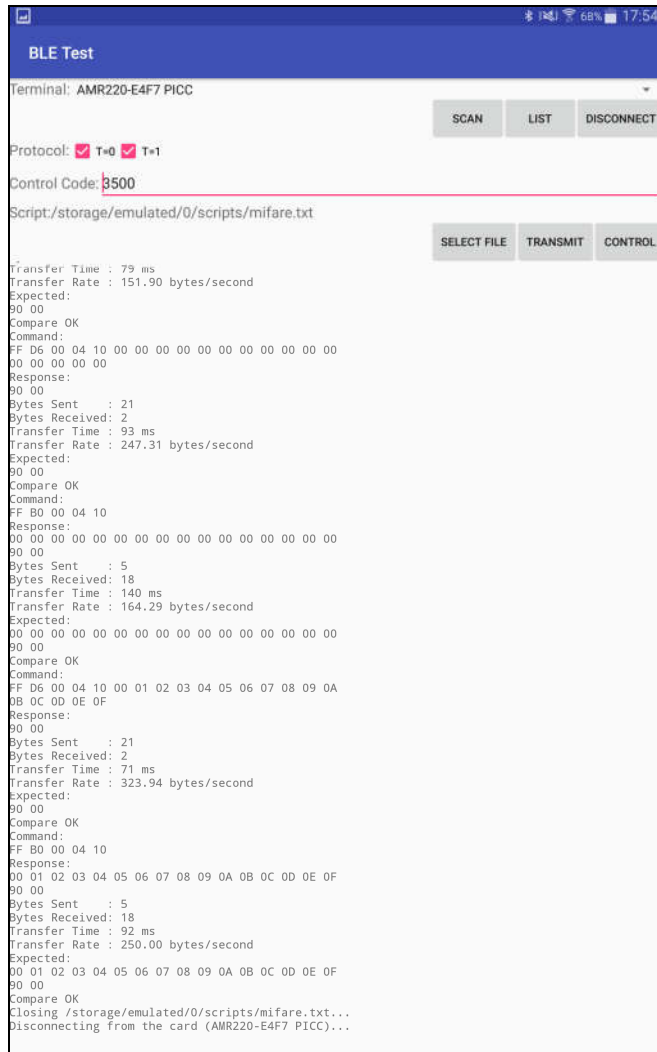 68% 17:54
BLE Test
Terminal: AMR220-E4F7 PICC
SCAN LIST DISCONNECT
Protocol: T=0 T=1
Control Code: 3500
Script:/storage/emulated/0/scripts/mifare.txt
SELECT FILE TRANSMIT CONTROL
Transfer Time : 79 ms
Transfer Rate : 151.90 bytes/second
Expected:
90 00
Compare OK
Command:
FF D6 00 04 10 00 00 00 00 00 00 00 00 00 00 00
00 00 00 00 00
Response:
90 00
Bytes Sent    : 21
Bytes Received: 2
Transfer Time : 93 ms
Transfer Rate : 247.31 bytes/second
Expected:
90 00
Compare OK
Command:
FF B0 00 04 10
Response:
00 00 00 00 00 00 00 00 00 00 00 00 00 00 00 00
90 00
Bytes Sent    : 5
Bytes Received: 18
Transfer Time : 140 ms
Transfer Rate : 164.29 bytes/second
Expected:
00 00 00 00 00 00 00 00 00 00 00 00 00 00 00 00
90 00
Compare OK
Command:
FF D6 00 04 10 00 01 02 03 04 05 06 07 08 09 0A
0B 0C 0D 0E 0F
Response:
90 00
Bytes Sent    : 21
Bytes Received: 2
Transfer Time : 71 ms
Transfer Rate : 323.94 bytes/second
Expected:
90 00
Compare OK
Command:
FF B0 00 04 10
Response:
00 01 02 03 04 05 06 07 08 09 0A 0B 0C 0D 0E 0F
90 00
Bytes Sent    : 5
Bytes Received: 18
Transfer Time : 92 ms
Transfer Rate : 250.00 bytes/second
Expected:
00 01 02 03 04 05 06 07 08 09 0A 0B 0C 0D 0E 0F
90 00
Compare OK
Closing /storage/emulated/0/scripts/mifare.txt...
Disconnecting from the card (AMR220-E4F7 PICC)...